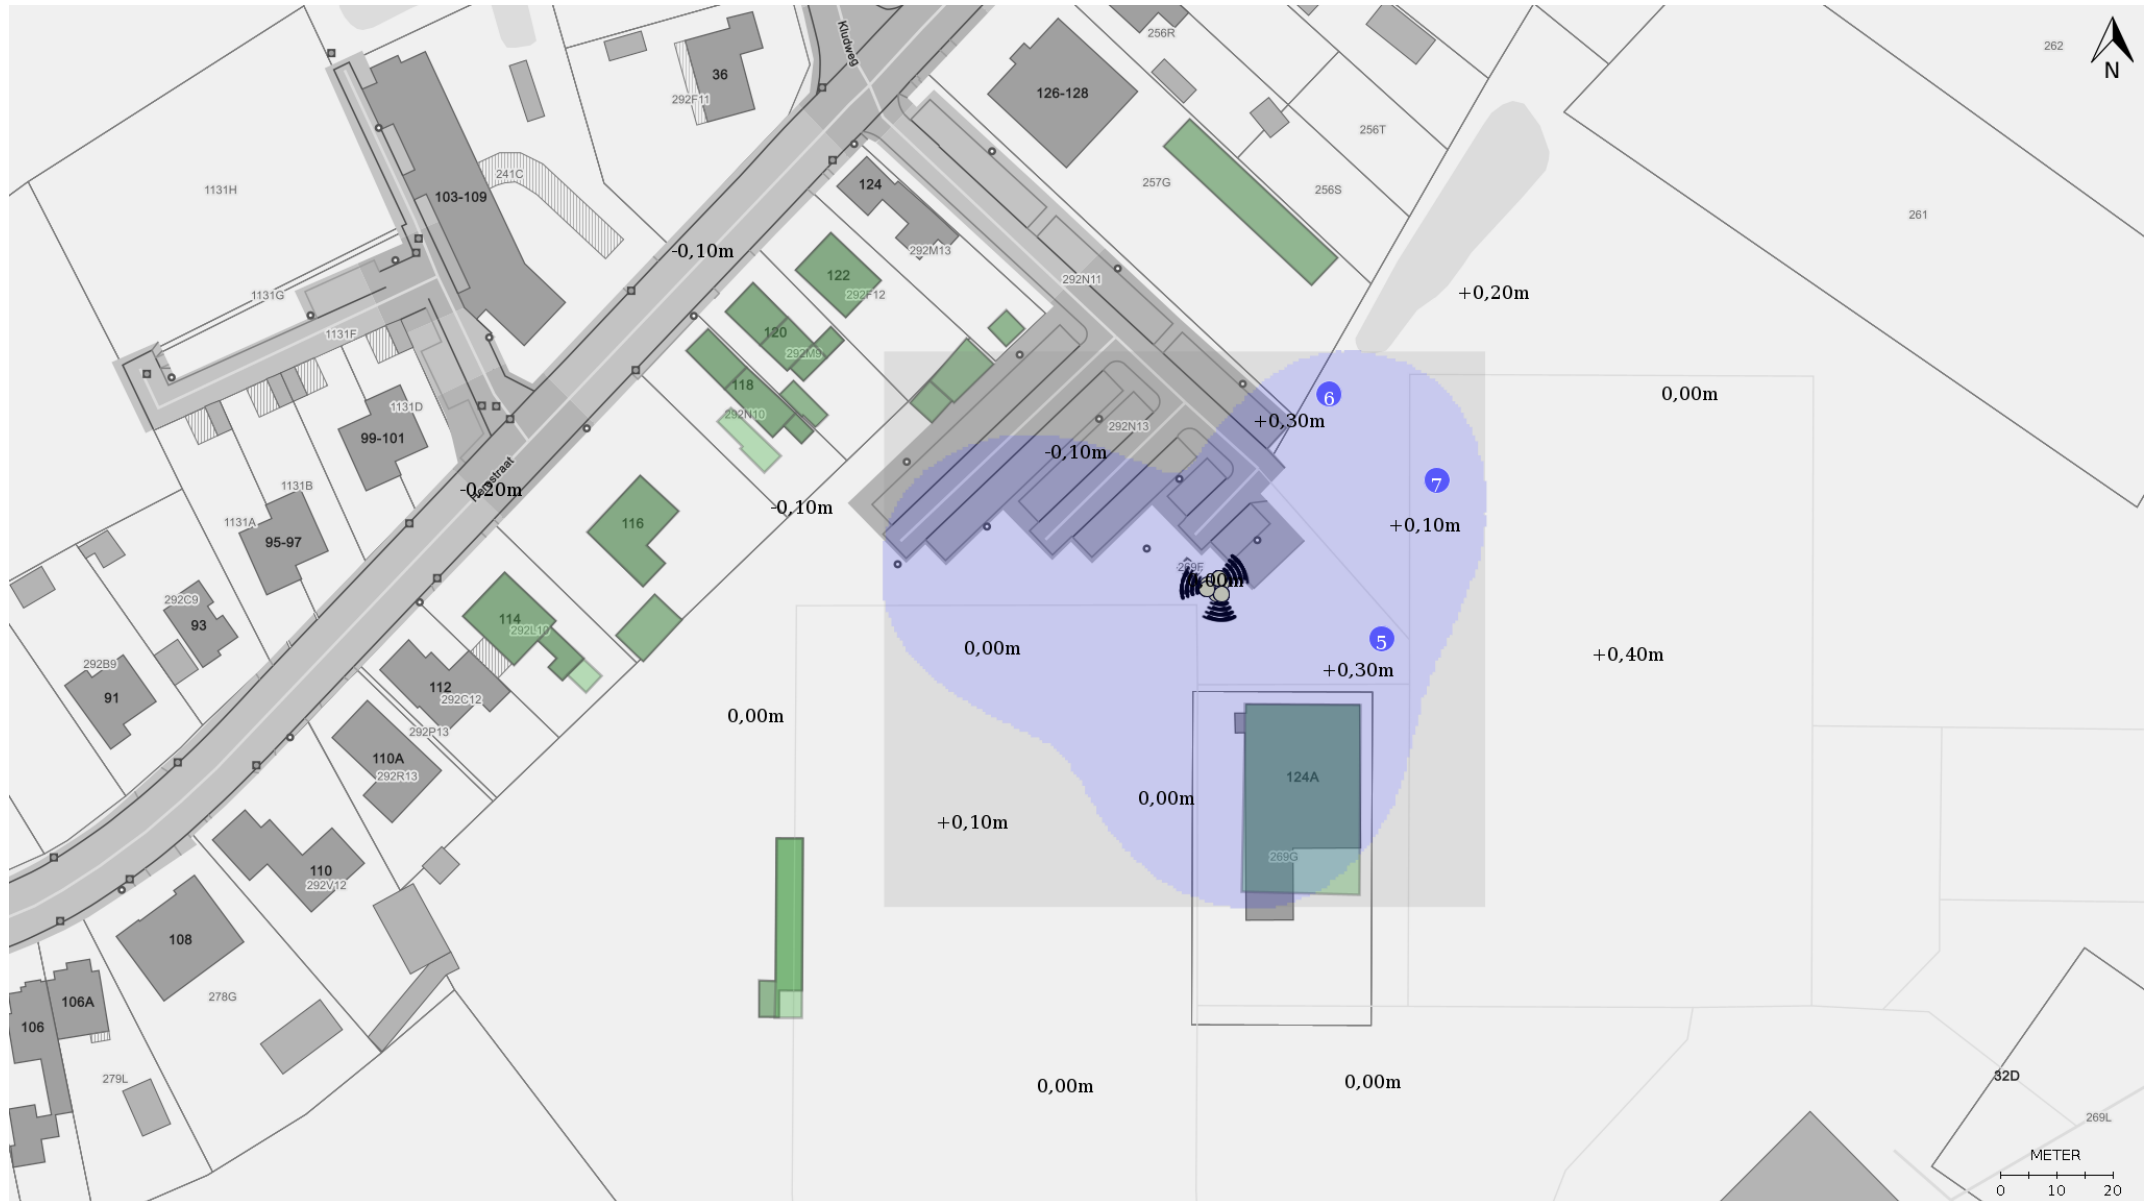 Kludweg
256R
262
N
36
292F11
126-128
256T
1131H
241C
103-109
124
257G
256S
261
-0,10m
292M13
122
292F12
292N11
+0,20m
1131G
1131F
120
292M9
118
292N10
0,00m
6
+0,30m
1131D
99-101
292N13
-0,10m
7
-0,20m
1131B
-0,10m
116
1131A
95-97
+0,10m
269E
292C9
93
114
292L10
0,00m
5
+0,40m
+0,30m
292B9
91
112
292C12
0,00m
292P13
110A
292R13
124A
0,00m
+0,10m
269G
110
292V12
108
106A
278G
106
279L
0,00m
0,00m
32D
269L
METER
0 10 20